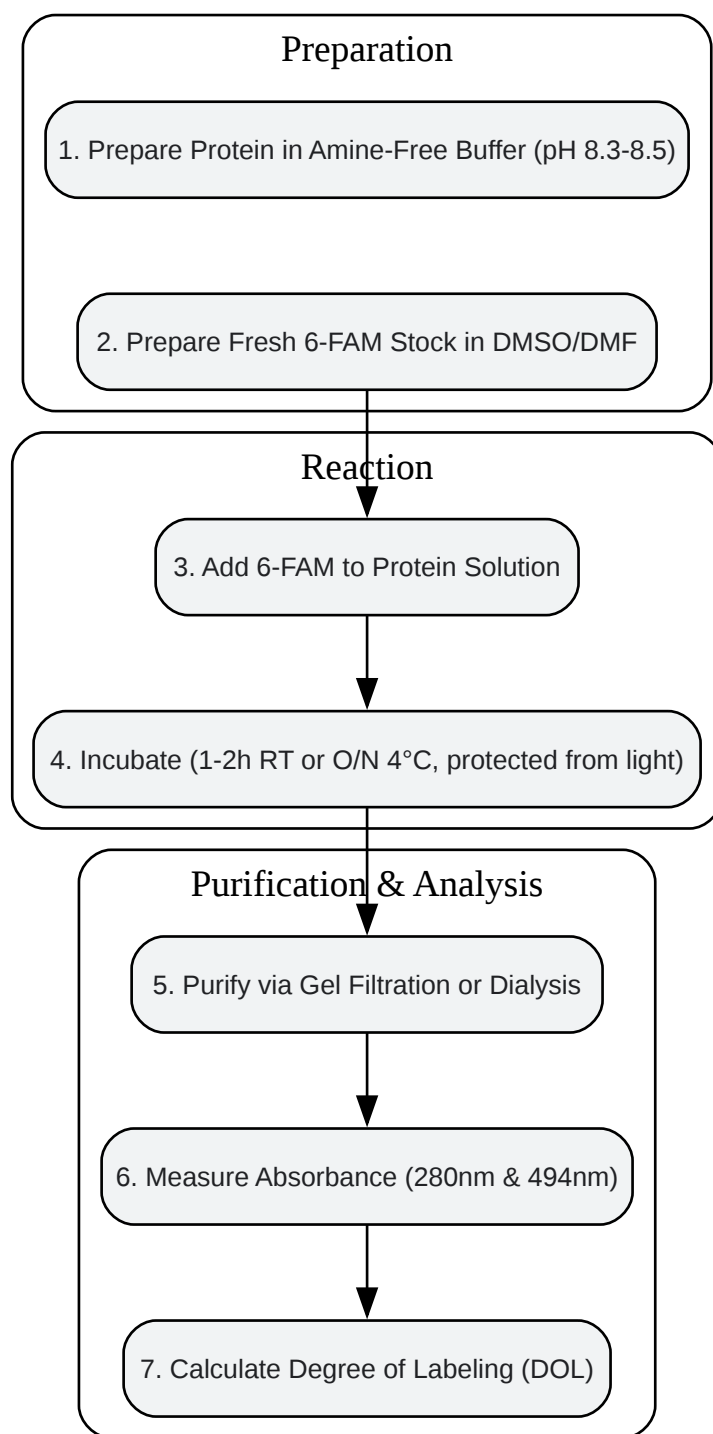 Preparation
1. Prepare Protein in Amine-Free Buffer (pH 8.3-8.5)
2. Prepare Fresh 6-FAM Stock in DMSO/DMF
Reaction
3. Add 6-FAM to Protein Solution
4. Incubate (1-2h RT or O/N 4°C, protected from light)
Purification & Analysis
5. Purify via Gel Filtration or Dialysis
6. Measure Absorbance (280nm & 494nm)
7. Calculate Degree of Labeling (DOL)